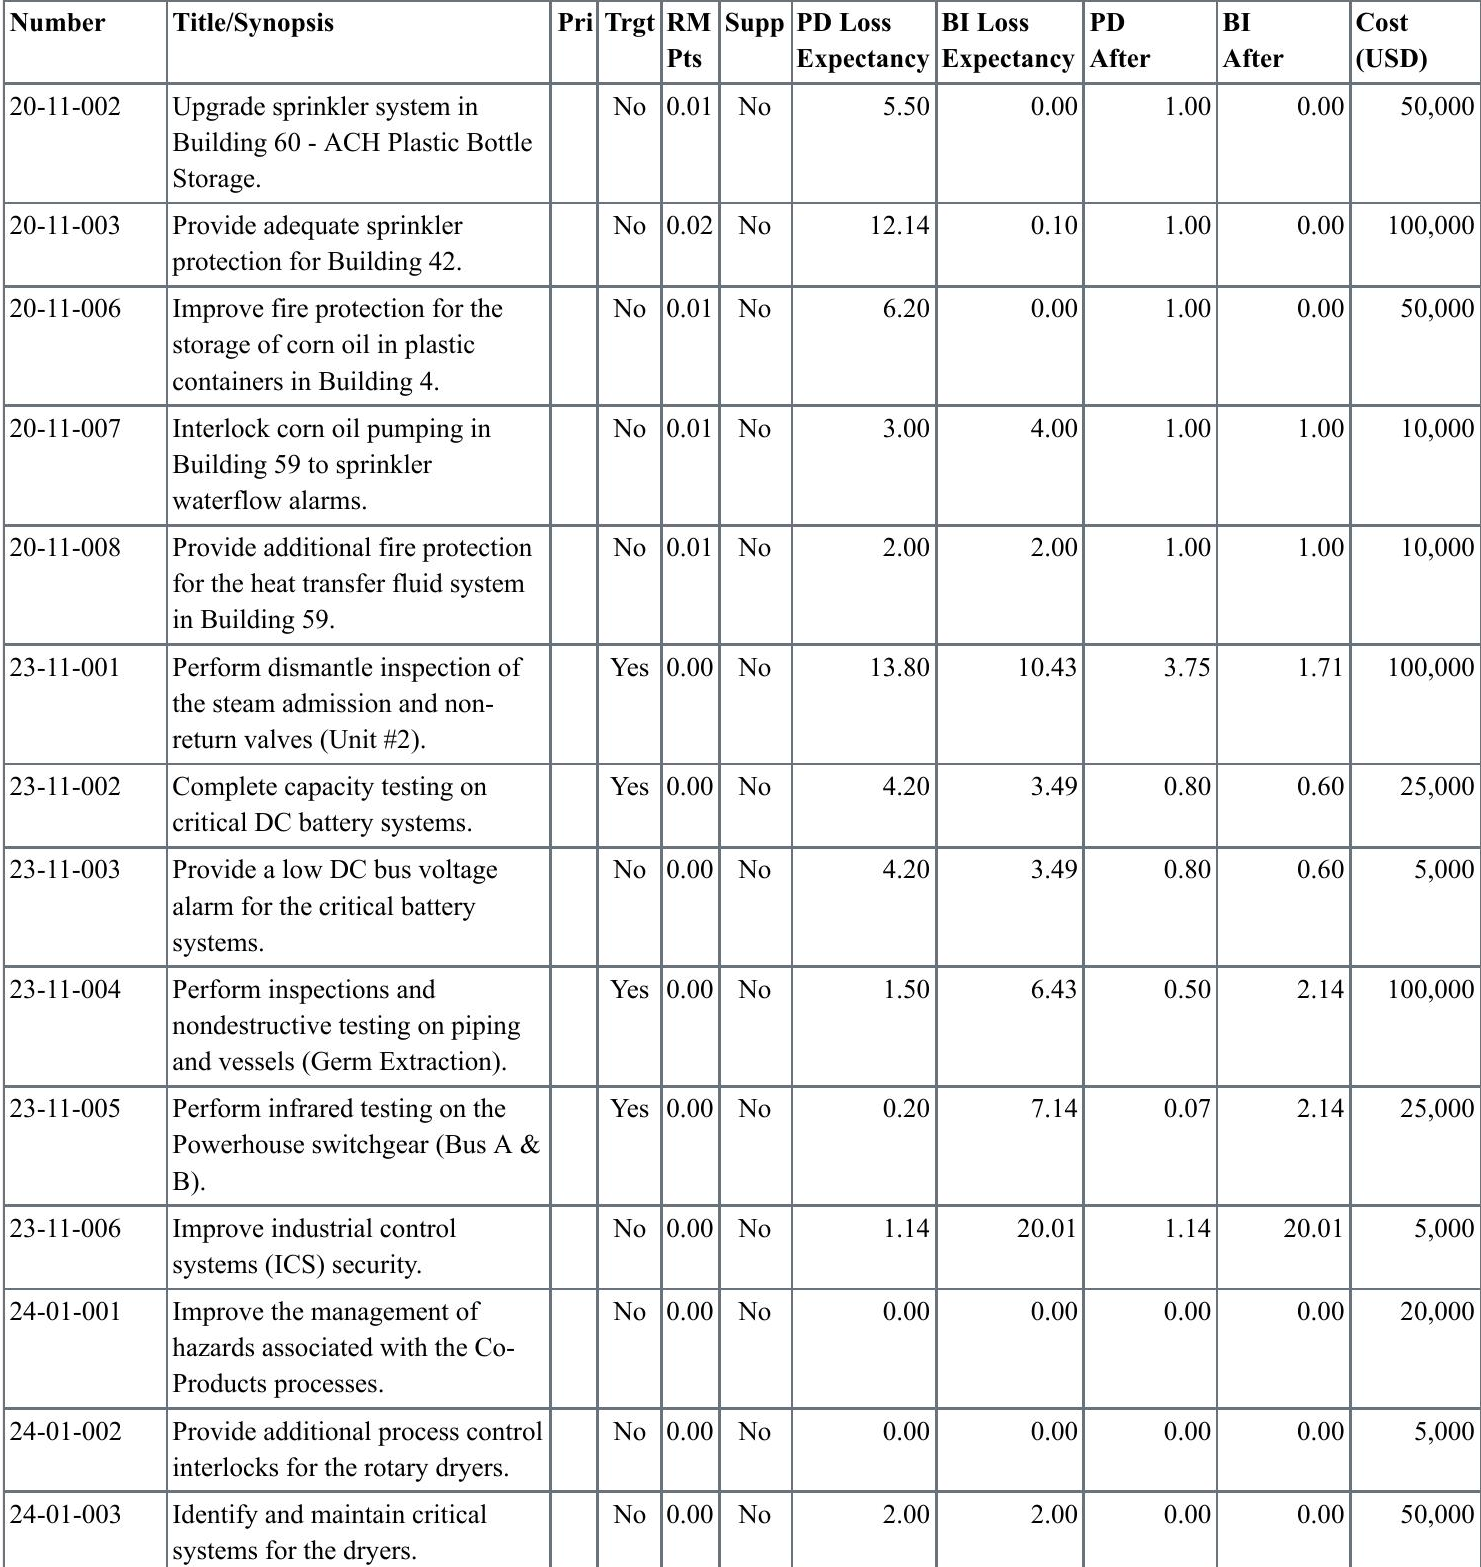 Number Title/Synopsis Pri Trgt RM Supp PD Loss BI Loss PD BI Cost
Pts Expectancy Expectancy After After (USD)
20-11-002 Upgrade sprinkler system in No 0.01 No 5.50 0.00 1.00 0.00 50,000
Building 60 - ACH Plastic Bottle
Storage.
20-11-003 Provide adequate sprinkler No 0.02 No 12.14 0.10 1.00 0.00 100,000
protection for Building 42.
20-11-006 Improve fire protection for the No 0.01 No 6.20 0.00 1.00 0.00 50,000
storage of corn oil in plastic
containers in Building 4.
20-11-007 Interlock corn oil pumping in No 0.01 No 3.00 4.00 1.00 1.00 10,000
Building 59 to sprinkler
waterflow alarms.
20-11-008 Provide additional fire protection No 0.01 No 2.00 2.00 1.00 1.00 10,000
for the heat transfer fluid system
in Building 59.
23-11-001 Perform dismantle inspection of Yes 0.00 No 13.80 10.43 3.75 1.71 100,000
the steam admission and non-
return valves (Unit #2).
23-11-002 Complete capacity testing on Yes 0.00 No 4.20 3.49 0.80 0.60 25,000
critical DC battery systems.
23-11-003 Provide a low DC bus voltage No 0.00 No 4.20 3.49 0.80 0.60 5,000
alarm for the critical battery
systems.
23-11-004 Perform inspections and Yes 0.00 No 1.50 6.43 0.50 2.14 100,000
nondestructive testing on piping
and vessels (Germ Extraction).
23-11-005 Perform infrared testing on the Yes 0.00 No 0.20 7.14 0.07 2.14 25,000
Powerhouse switchgear (Bus A &
B).
23-11-006 Improve industrial control No 0.00 No 1.14 20.01 1.14 20.01 5,000
systems (ICS) security.
24-01-001 Improve the management of No 0.00 No 0.00 0.00 0.00 0.00 20,000
hazards associated with the Co-
Products processes.
24-01-002 Provide additional process control No 0.00 No 0.00 0.00 0.00 0.00 5,000
interlocks for the rotary dryers.
24-01-003 Identify and maintain critical No 0.00 No 2.00 2.00 0.00 0.00 50,000
systems for the dryers.